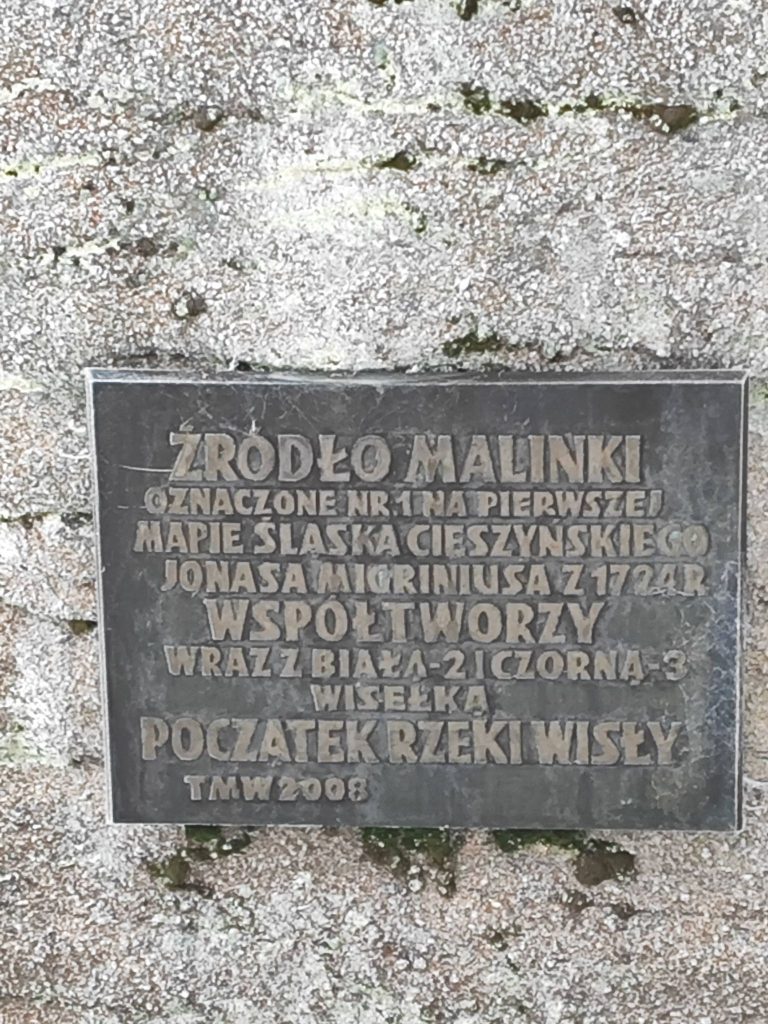 ŹRÓDŁO MALINKI
OZNACZONE NR 1 NA PIERWSZEJ
MAPIE ŚLĄSKA CIESZYŃSKIEGO
JONASA MIGRINIUSA Z 1724 R
WSPÓŁTWORZY
WRAZ Z BIAŁĄ-2 I CZORNĄ-3
WISEŁKĄ
POCZĄTEK RZEKI WISŁY
TMW 2008